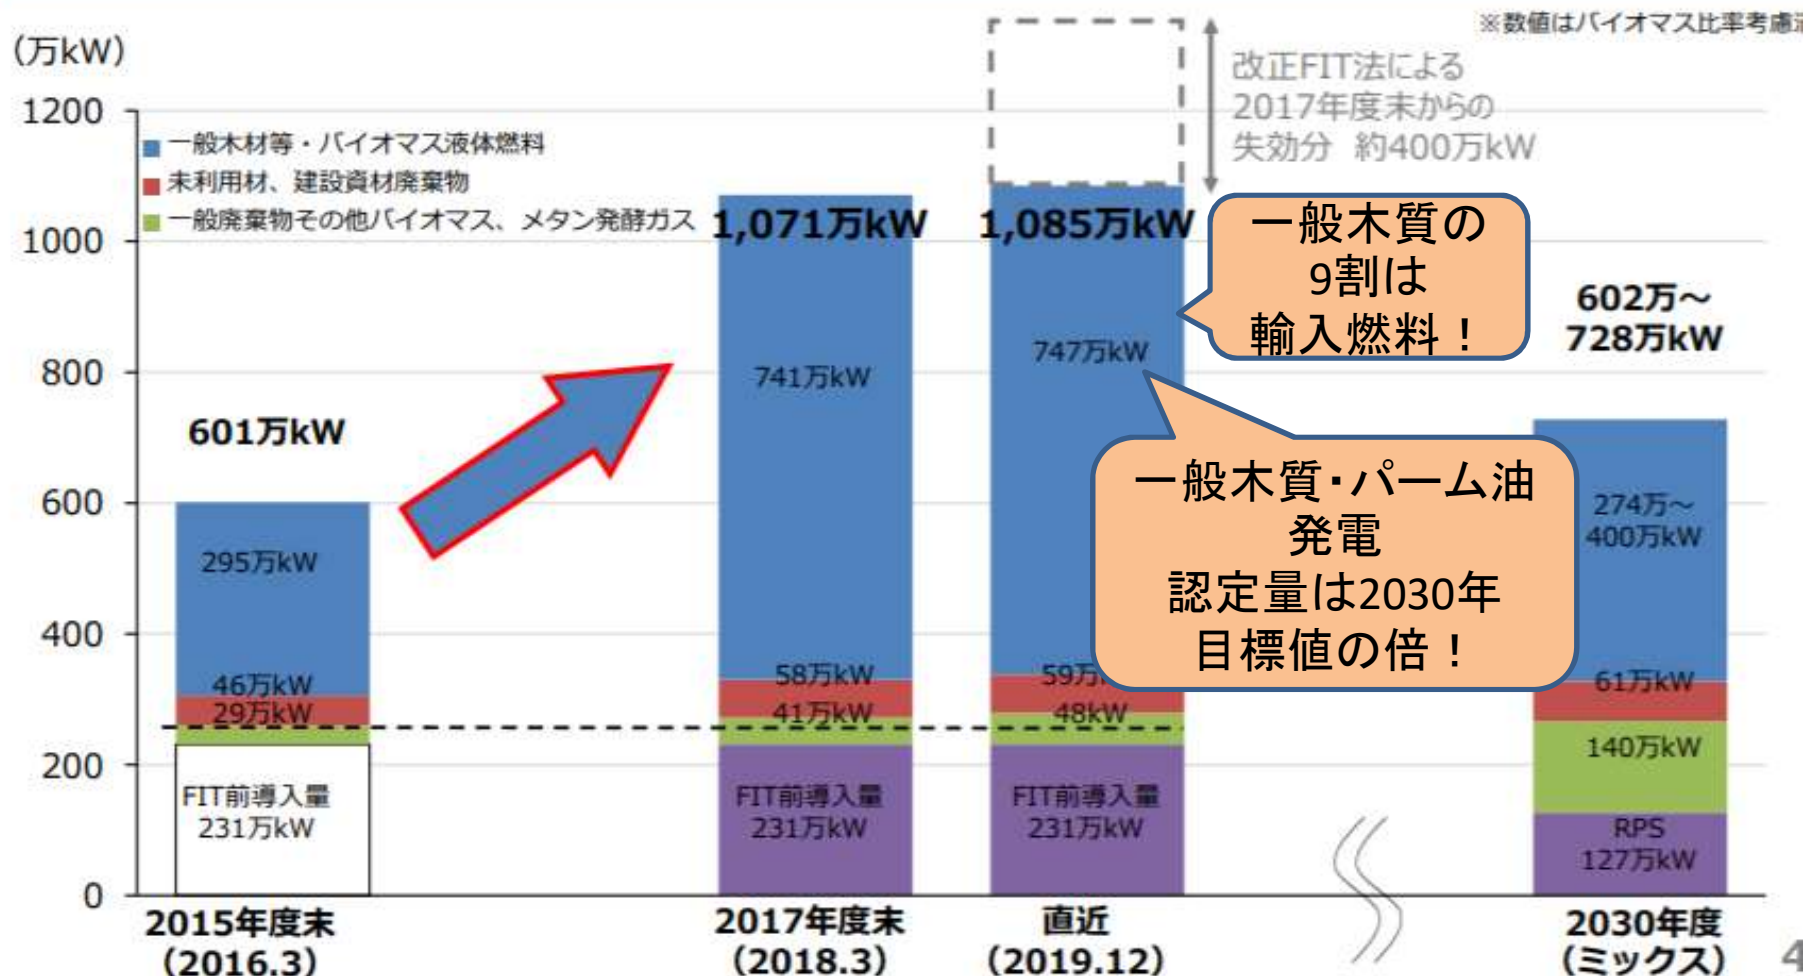 ※数値はバイオマス比率考慮済
（万kW）
改正FIT法による
2017年度末からの
失効分 約400万kW
1200
1000
800
600
400
200
0
一般木材等・バイオマス液体燃料
未利用材、建設資材廃棄物
一般廃棄物その他バイオマス、メタン発酵ガス
601万kW
295万kW
46万kW
29万kW
FIT前導入量
231万kW
2015年度末
（2016.3）
1,071万kW
741万kW
58万kW
41万kW
FIT前導入量
231万kW
2017年度末
（2018.3）
1,085万kW
747万kW
59万
48kW
FIT前導入量
231万kW
直近
（2019.12）
一般木質の
9割は
輸入燃料！
一般木質・パーム油
発電
認定量は2030年
目標値の倍！
602万～
728万kW
274万～
400万kW
61万kW
140万kW
RPS
127万kW
2030年度
（ミックス）
4